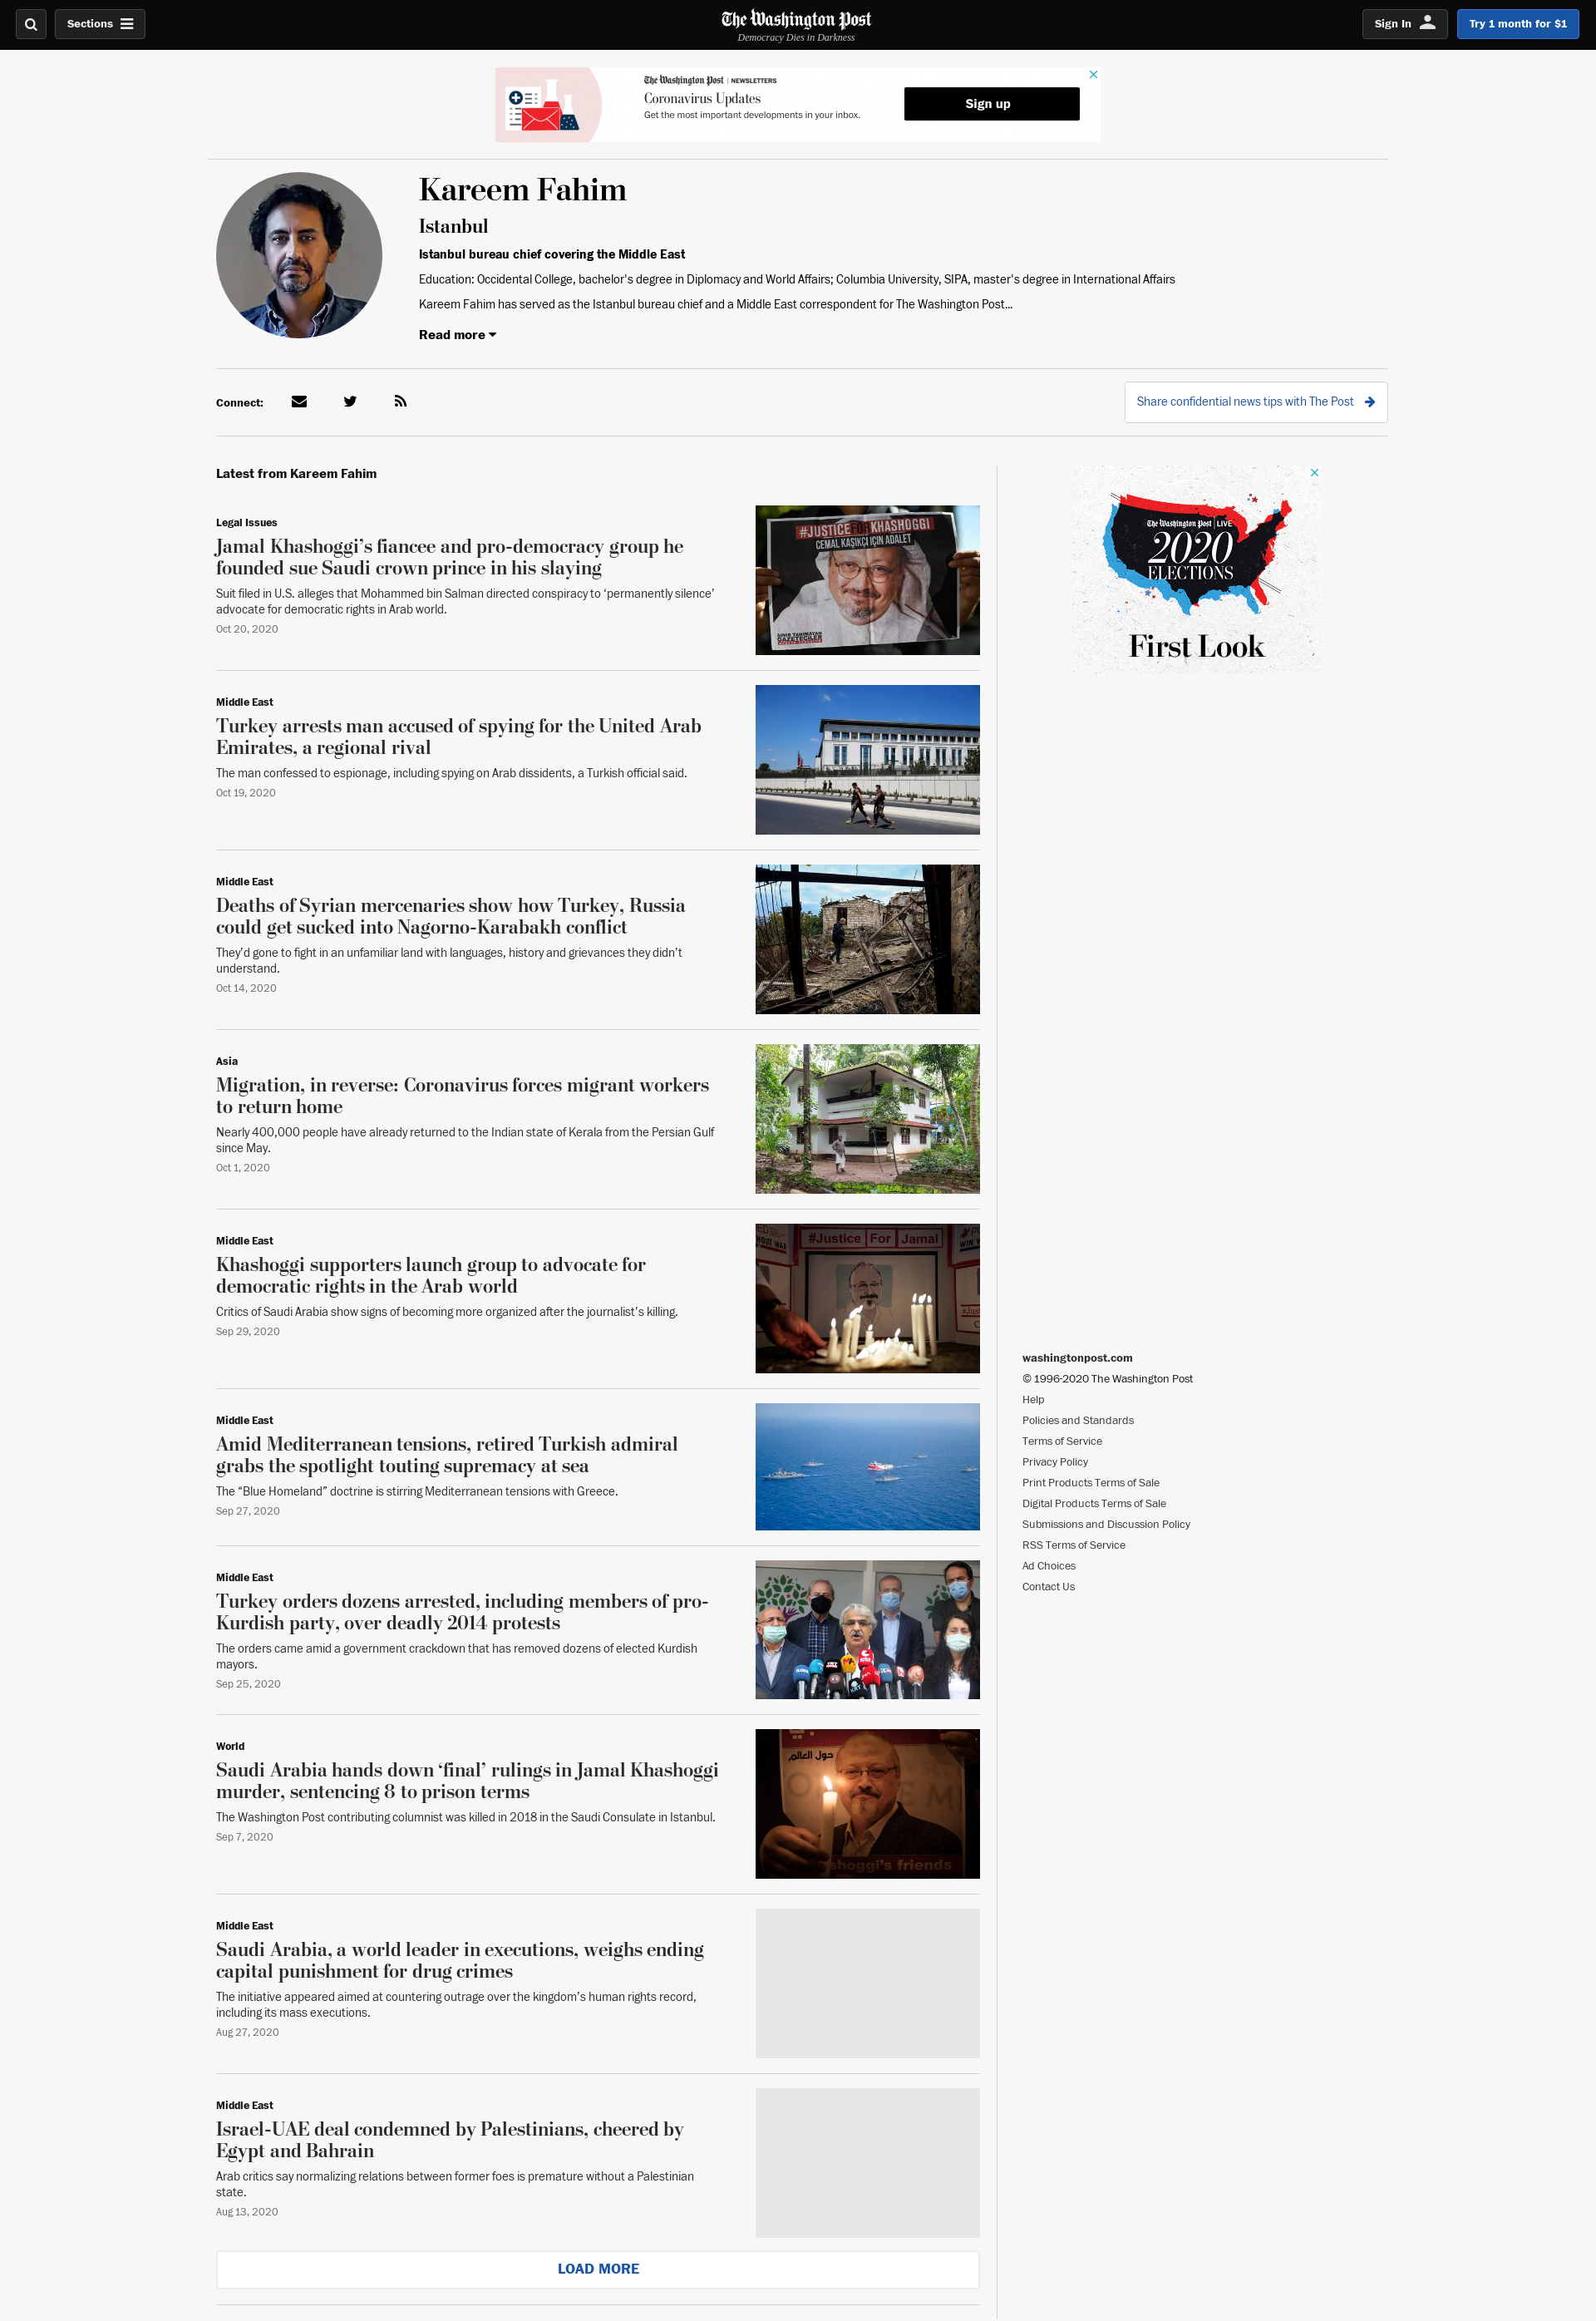 Sections
The Washington Post
Democracy Dies in Darkness
Sign In
Try 1 month for $1
The Washington Post | NEWSLETTERS
Coronavirus Updates
Get the most important developments in your inbox.
Sign up
Kareem Fahim
Istanbul
Istanbul bureau chief covering the Middle East
Education: Occidental College, bachelor's degree in Diplomacy and World Affairs; Columbia University, SIPA, master's degree in International Affairs
Kareem Fahim has served as the Istanbul bureau chief and a Middle East correspondent for The Washington Post...
Read more
Connect:
Share confidential news tips with The Post
Latest from Kareem Fahim
Legal Issues
Jamal Khashoggi’s fiancee and pro-democracy group he
founded sue Saudi crown prince in his slaying
Suit filed in U.S. alleges that Mohammed bin Salman directed conspiracy to ‘permanently silence’
advocate for democratic rights in Arab world.
Oct 20, 2020
#JUSTICE FOR KHASHOGGI
CEMAL KAŞIKÇI İÇİN ADALET
GAZETECİLER
The Washington Post | LIVE
2020
ELECTIONS
First Look
Middle East
Turkey arrests man accused of spying for the United Arab
Emirates, a regional rival
The man confessed to espionage, including spying on Arab dissidents, a Turkish official said.
Oct 19, 2020
Middle East
Deaths of Syrian mercenaries show how Turkey, Russia
could get sucked into Nagorno-Karabakh conflict
They’d gone to fight in an unfamiliar land with languages, history and grievances they didn’t
understand.
Oct 14, 2020
Asia
Migration, in reverse: Coronavirus forces migrant workers
to return home
Nearly 400,000 people have already returned to the Indian state of Kerala from the Persian Gulf
since May.
Oct 1, 2020
Middle East
Khashoggi supporters launch group to advocate for
democratic rights in the Arab world
Critics of Saudi Arabia show signs of becoming more organized after the journalist's killing.
Sep 29, 2020
#Justice For Jamal
Middle East
Amid Mediterranean tensions, retired Turkish admiral
grabs the spotlight touting supremacy at sea
The “Blue Homeland” doctrine is stirring Mediterranean tensions with Greece.
Sep 27, 2020
Middle East
Turkey orders dozens arrested, including members of pro-
Kurdish party, over deadly 2014 protests
The orders came amid a government crackdown that has removed dozens of elected Kurdish
mayors.
Sep 25, 2020
World
Saudi Arabia hands down ‘final’ rulings in Jamal Khashoggi
murder, sentencing 8 to prison terms
The Washington Post contributing columnist was killed in 2018 in the Saudi Consulate in Istanbul.
Sep 7, 2020
حول العالم
shoggi's friends
Middle East
Saudi Arabia, a world leader in executions, weighs ending
capital punishment for drug crimes
The initiative appeared aimed at countering outrage over the kingdom’s human rights record,
including its mass executions.
Aug 27, 2020
Middle East
Israel-UAE deal condemned by Palestinians, cheered by
Egypt and Bahrain
Arab critics say normalizing relations between former foes is premature without a Palestinian
state.
Aug 13, 2020
LOAD MORE
washingtonpost.com
© 1996-2020 The Washington Post
Help
Policies and Standards
Terms of Service
Privacy Policy
Print Products Terms of Sale
Digital Products Terms of Sale
Submissions and Discussion Policy
RSS Terms of Service
Ad Choices
Contact Us